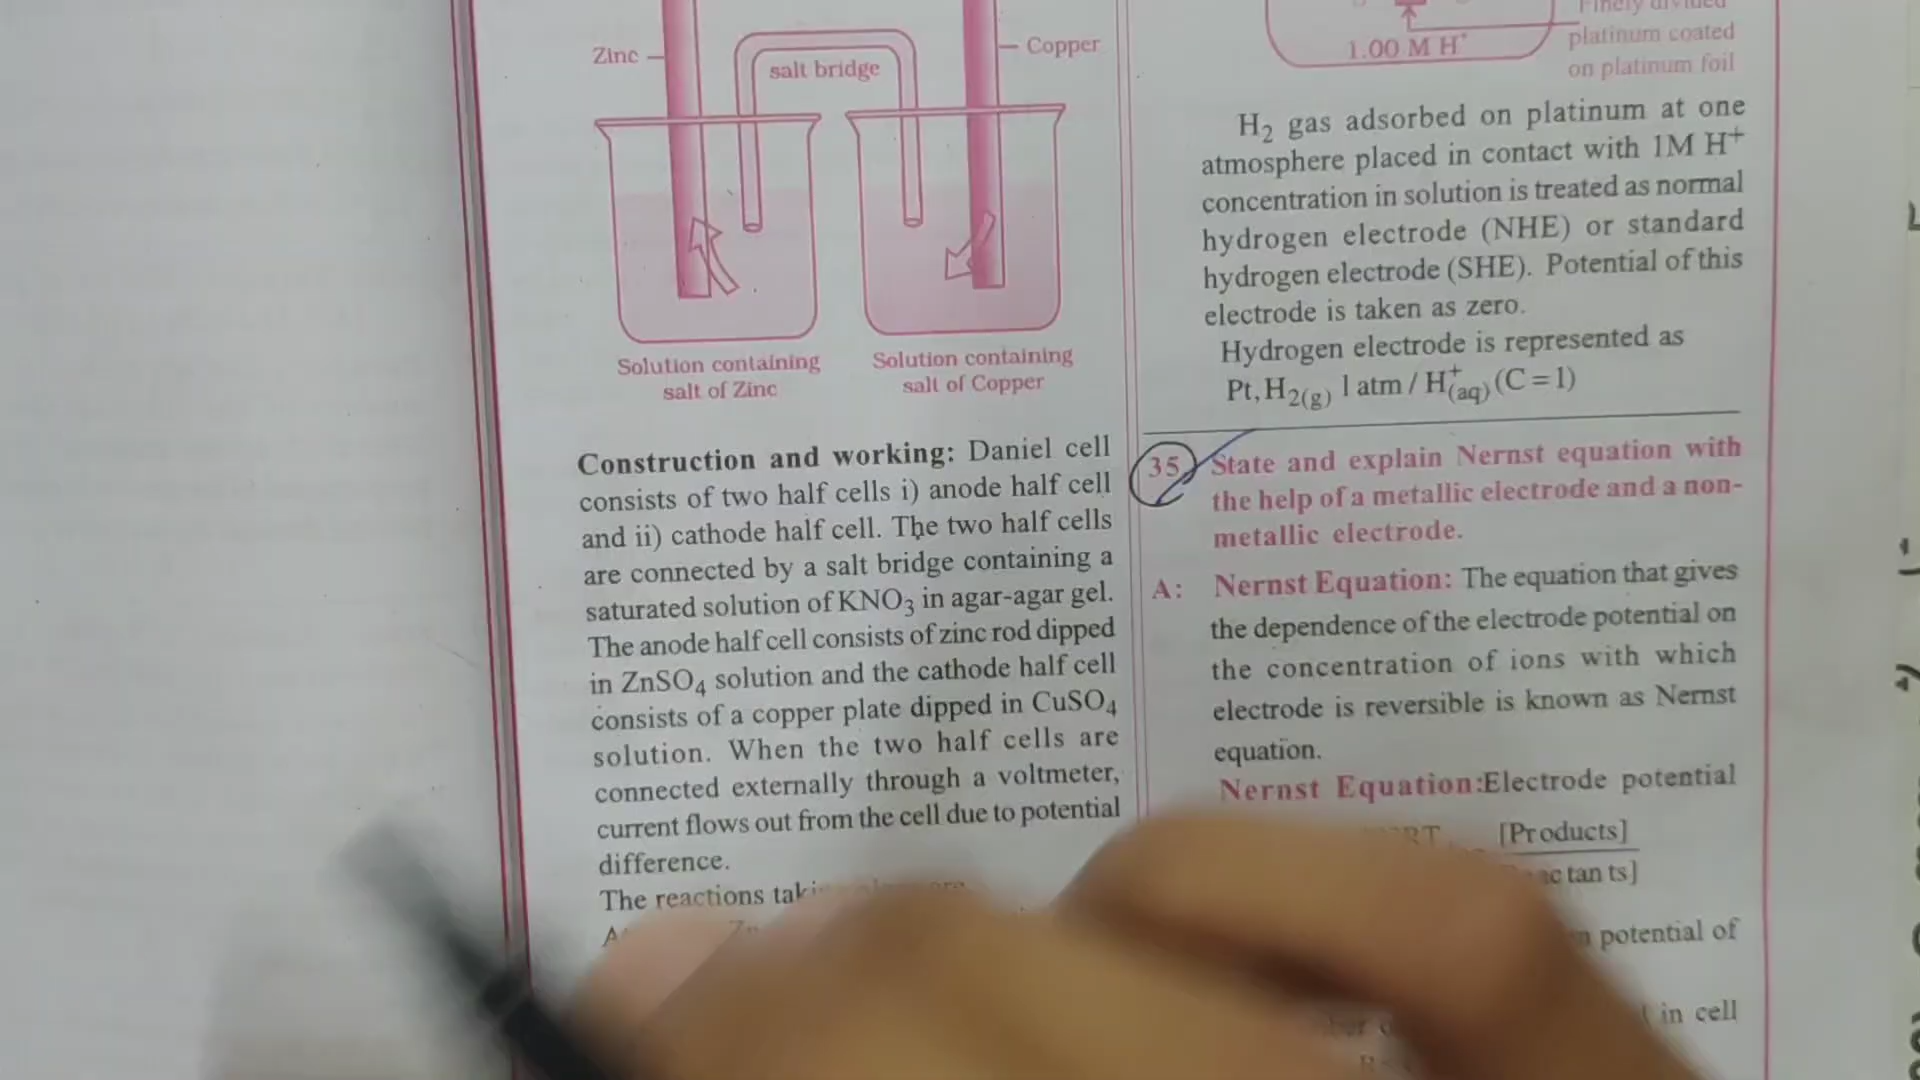 Zinc
salt bridge
Copper
Solution containing
salt of Zinc
Solution containing
salt of Copper
Construction and working: Daniel cell
consists of two half cells i) anode half cell
and ii) cathode half cell. The two half cells
are connected by a salt bridge containing a
saturated solution of KNO3 in agar-agar gel.
The anode half cell consists of zinc rod dipped
in ZnSO4 solution and the cathode half cell
consists of a copper plate dipped in CuSO4
solution. When the two half cells are
connected externally through a voltmeter,
current flows out from the cell due to potential
difference.
The reactions
Finely divided
platinum coated
on platinum foil
1.00 M H+
H2 gas adsorbed on platinum at one
atmosphere placed in contact with 1M H+
concentration in solution is treated as normal
hydrogen electrode (NHE) or standard
hydrogen electrode (SHE). Potential of this
electrode is taken as zero.
Hydrogen electrode is represented as
Pt, H2(g) 1 atm / H+(aq) (C = 1)
35 State and explain Nernst equation with
the help of a metallic electrode and a non-
metallic electrode.
A: Nernst Equation: The equation that gives
the dependence of the electrode potential on
the concentration of ions with which
electrode is reversible is known as Nernst
equation.
Nernst Equation:Electrode potential
RT [Products]
tan ts]
potential of
in cell